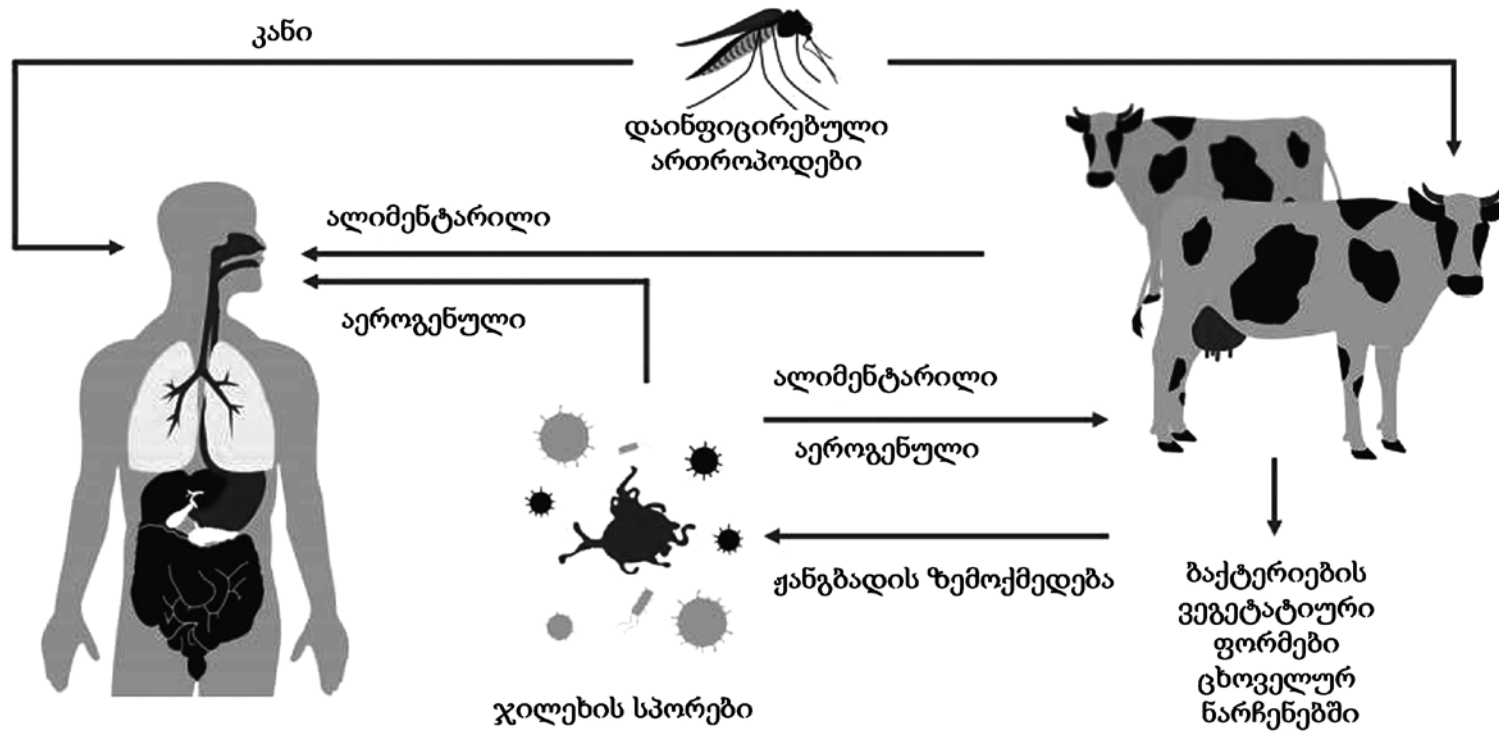 კანი
დაინფიცირებული
ართროპოდები
ალიმენტარილი
აეროგენული
ალიმენტარილი
აეროგენული
ჟანგბადის ზემოქმედება
ბაქტერიების
ვეგეტატიური
ფორმები
ცხოველურ
ნარჩენებში
ჯილეხის სპორები